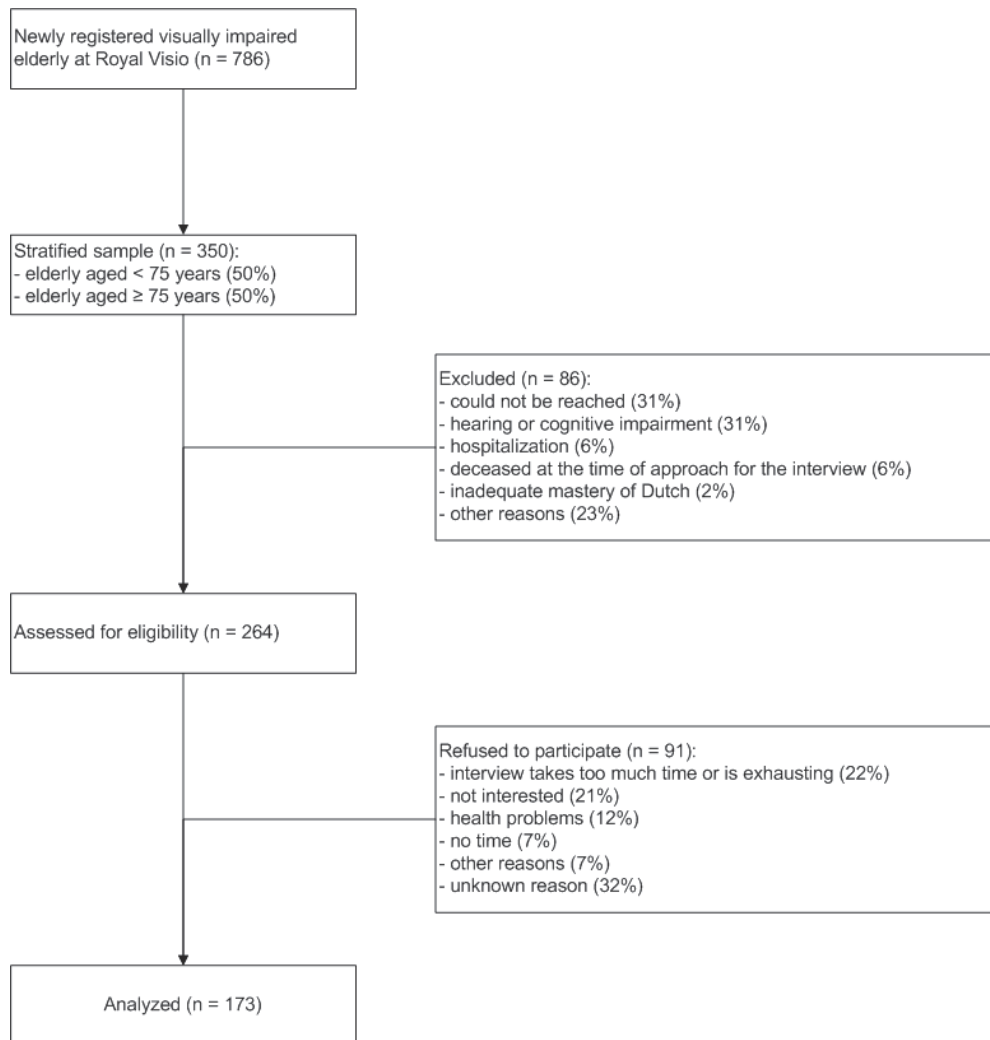 Newly registered visually impaired
elderly at Royal Visio (n = 786)
Stratified sample (n = 350):
- elderly aged < 75 years (50%)
- elderly aged ≥ 75 years (50%)
Excluded (n = 86):
- could not be reached (31%)
- hearing or cognitive impairment (31%)
- hospitalization (6%)
- deceased at the time of approach for the interview (6%)
- inadequate mastery of Dutch (2%)
- other reasons (23%)
Assessed for eligibility (n = 264)
Refused to participate (n = 91):
- interview takes too much time or is exhausting (22%)
- not interested (21%)
- health problems (12%)
- no time (7%)
- other reasons (7%)
- unknown reason (32%)
Analyzed (n = 173)